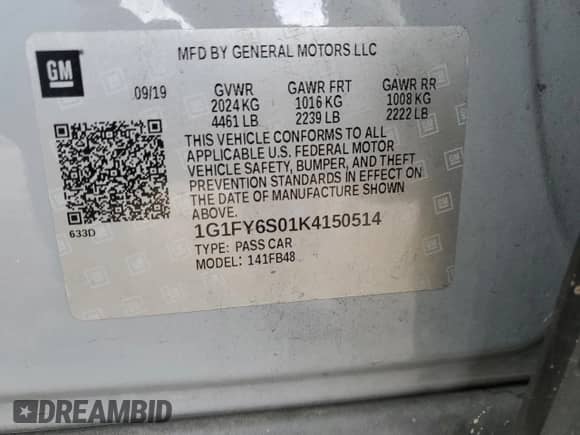 GM
MFD BY GENERAL MOTORS LLC
09/19 GVWR GAWR FRT GAWR RR
2024 KG 1016 KG 1008 KG
4461 LB 2239 LB 2222 LB
THIS VEHICLE CONFORMS TO ALL
APPLICABLE U.S. FEDERAL MOTOR
VEHICLE SAFETY, BUMPER, AND THEFT
PREVENTION STANDARDS IN EFFECT ON
THE DATE OF MANUFACTURE SHOWN
ABOVE.
633D
1G1FY6S01K4150514
TYPE: PASS CAR
MODEL: 141FB48
DREAMBID